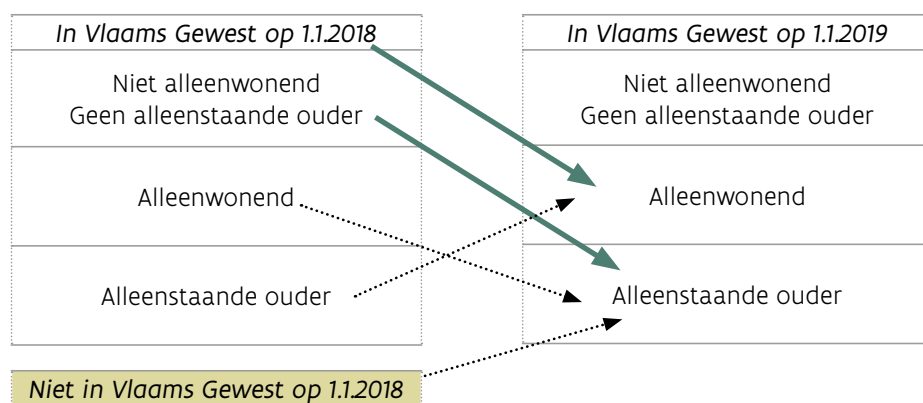 In Vlaams Gewest op 1.1.2018
Niet alleenwonend
Geen alleenstaande ouder
Alleenwonend
Alleenstaande ouder
Niet in Vlaams Gewest op 1.1.2018
In Vlaams Gewest op 1.1.2019
Niet alleenwonend
Geen alleenstaande ouder
Alleenwonend
Alleenstaande ouder